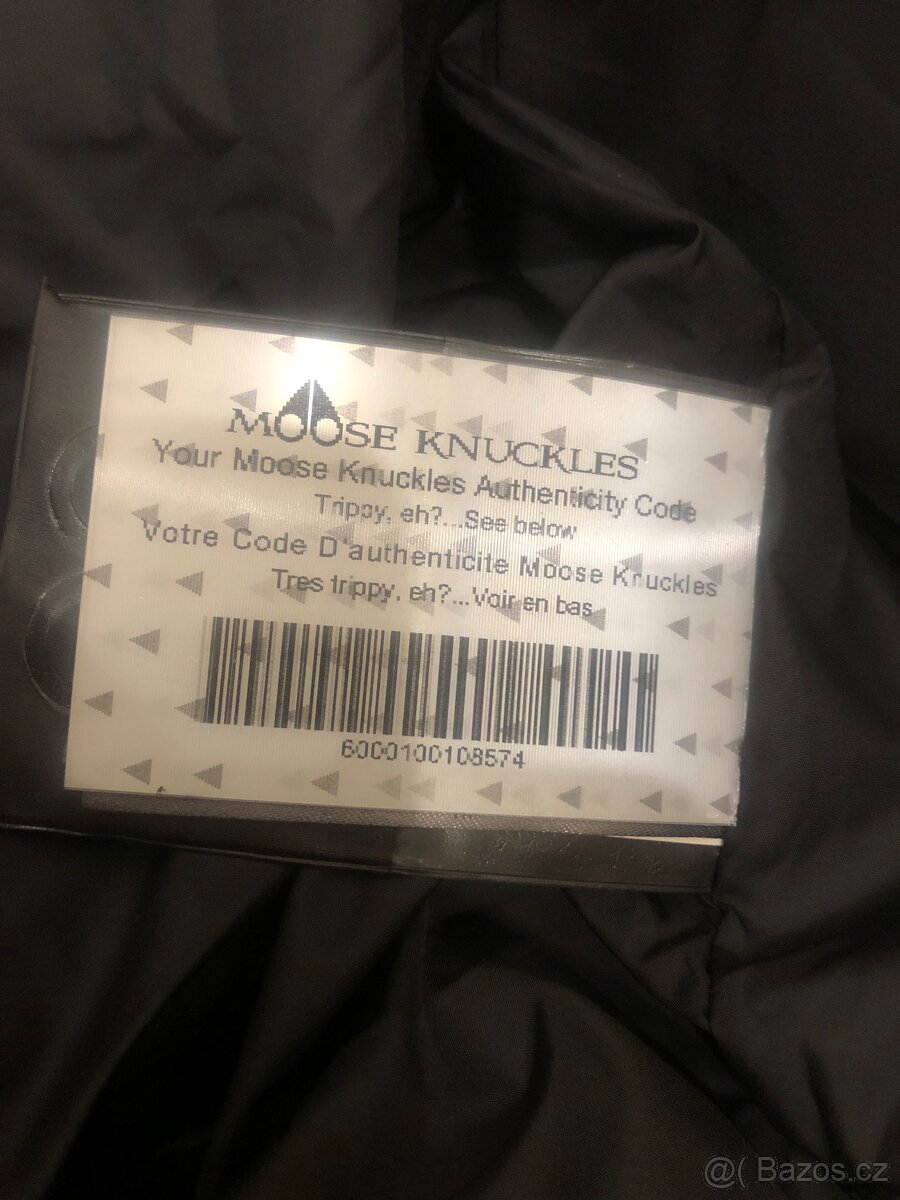 MOOSE KNUCKLES
Your Moose Knuckles Authenticity Code
Trippy, eh?...See below
Votre Code D'authenticite Moose Knuckles
Tres trippy, eh?...Voir en bas
6000100108574
@( Bazos.cz